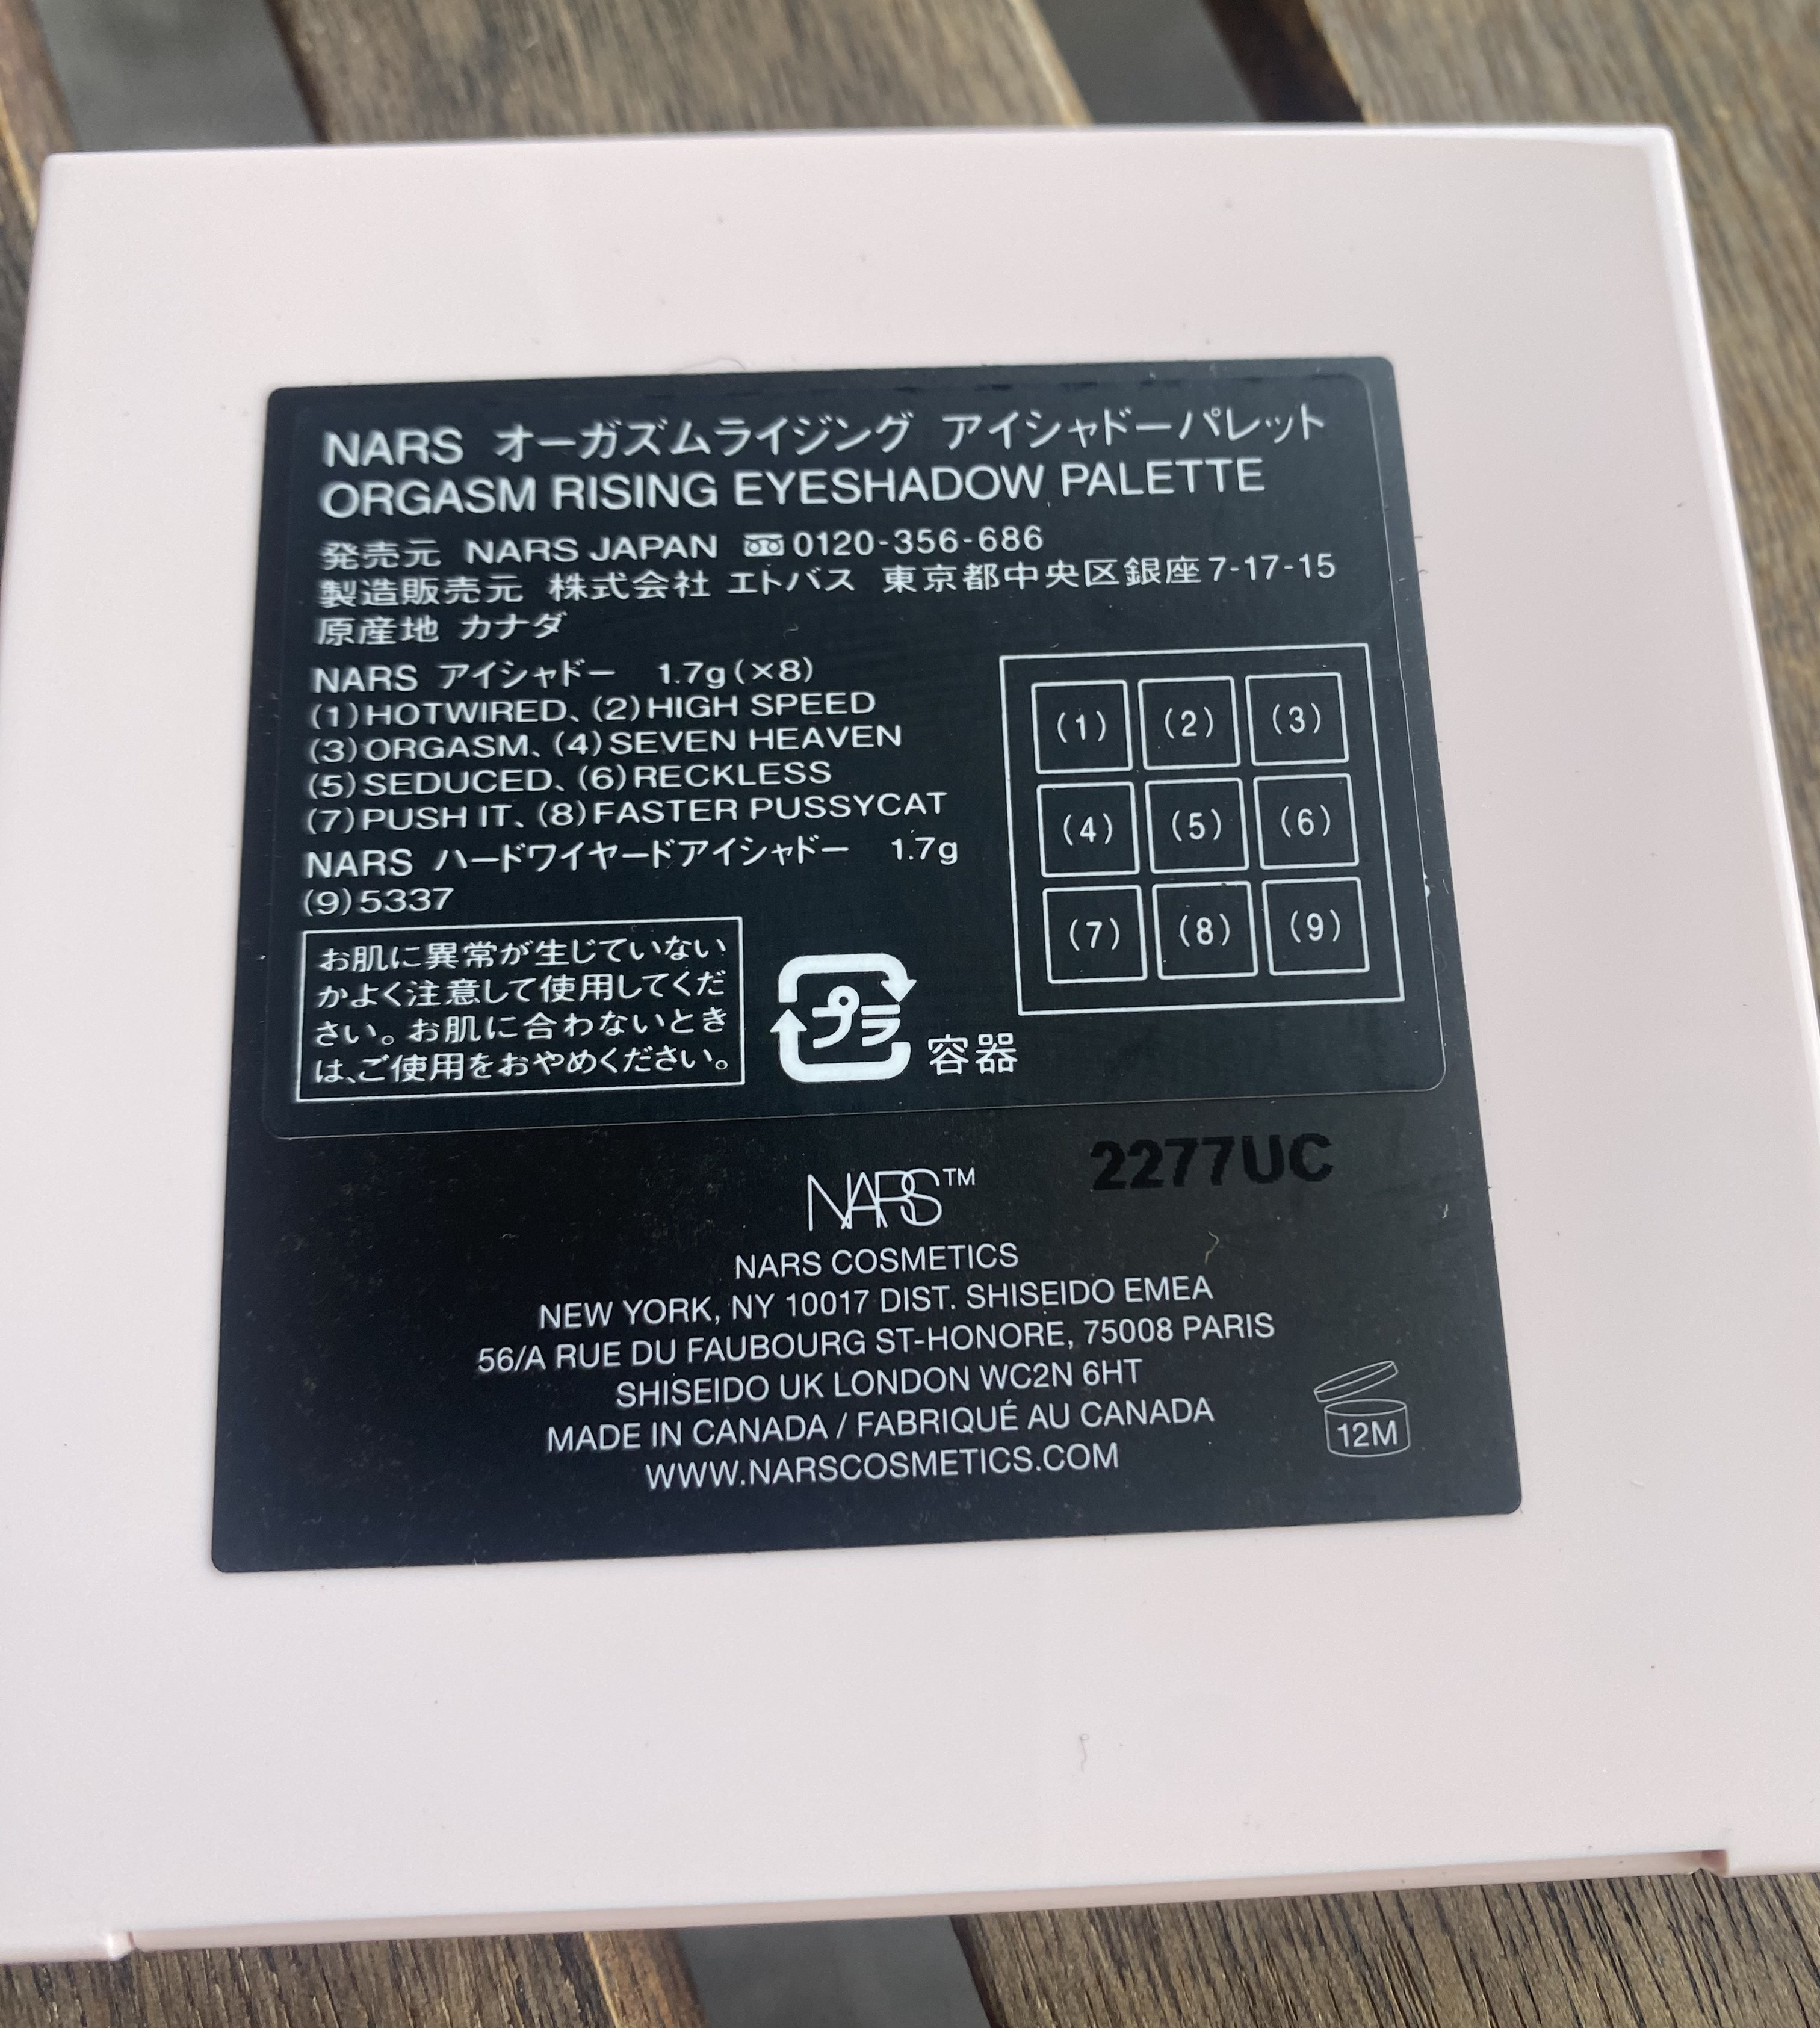 NARS オーガズムライジング アイシャドーパレット
ORGASM RISING EYESHADOW PALETTE
発売元 NARS JAPAN 0120-356-686
製造販売元 株式会社 エトバス 東京都中央区銀座7-17-15
原産地 カナダ
NARS アイシャドー 1.7g(×8)
(1)HOTWIRED、(2)HIGH SPEED
(3)ORGASM、(4)SEVEN HEAVEN
(5)SEDUCED、(6)RECKLESS
(7)PUSH IT、(8)FASTER PUSSYCAT
NARS ハードワイヤードアイシャドー 1.7g
(9)5337
(1) (2) (3)
(4) (5) (6)
(7) (8) (9)
お肌に異常が生じていない
かよく注意して使用してくだ
さい。お肌に合わないとき
は、ご使用をおやめください。
プラ 容器
2277UC
NARS™
NARS COSMETICS
NEW YORK, NY 10017 DIST. SHISEIDO EMEA
56/A RUE DU FAUBOURG ST-HONORE, 75008 PARIS
SHISEIDO UK LONDON WC2N 6HT
MADE IN CANADA / FABRIQUÉ AU CANADA
WWW.NARSCOSMETICS.COM
12M